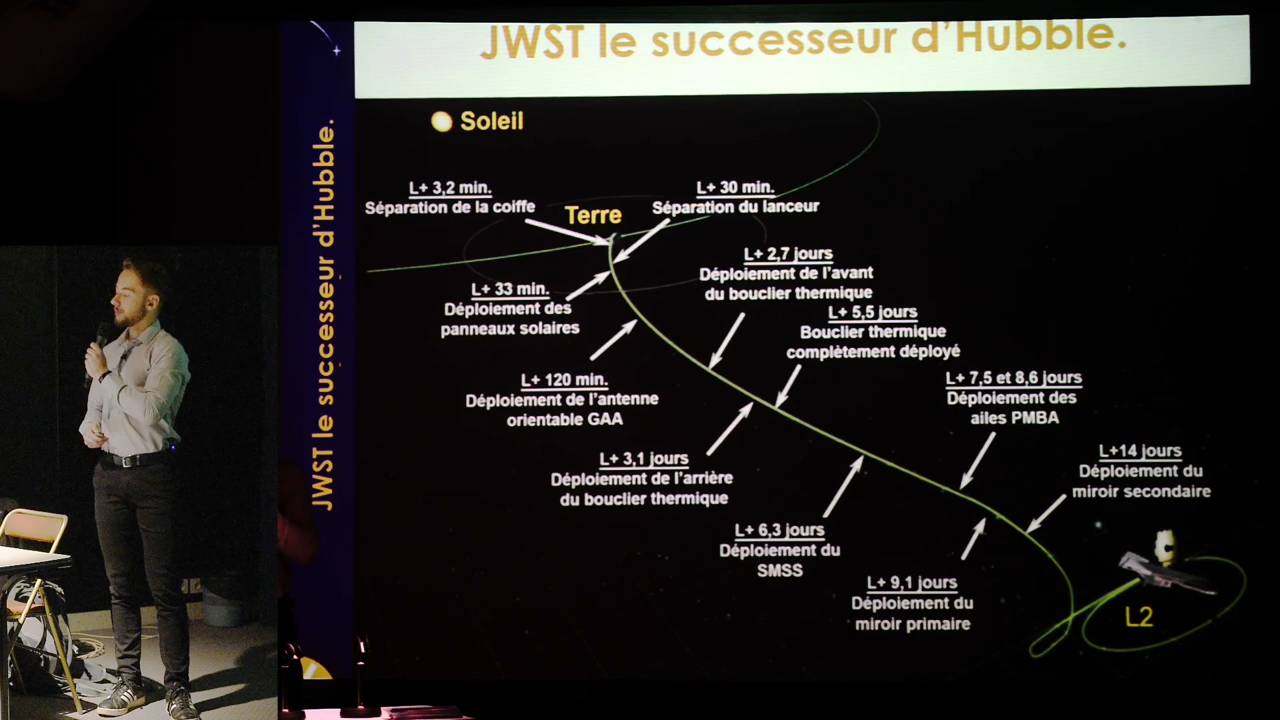 JWST le successeur d'Hubble.
JWST le successeur d'Hubble.
Soleil
L+ 3,2 min.
Séparation de la coiffe
Terre
L+ 30 min.
Séparation du lanceur
L+ 33 min.
Déploiement des
panneaux solaires
L+ 2,7 jours
Déploiement de l'avant
du bouclier thermique
L+ 5,5 jours
Bouclier thermique
complètement déployé
L+ 120 min.
Déploiement de l'antenne
orientable GAA
L+ 7,5 et 8,6 jours
Déploiement des
ailes PMBA
L+ 3,1 jours
Déploiement de l'arrière
du bouclier thermique
L+14 jours
Déploiement du
miroir secondaire
L+ 6,3 jours
Déploiement du
SMSS
L+ 9,1 jours
Déploiement du
miroir primaire
L2